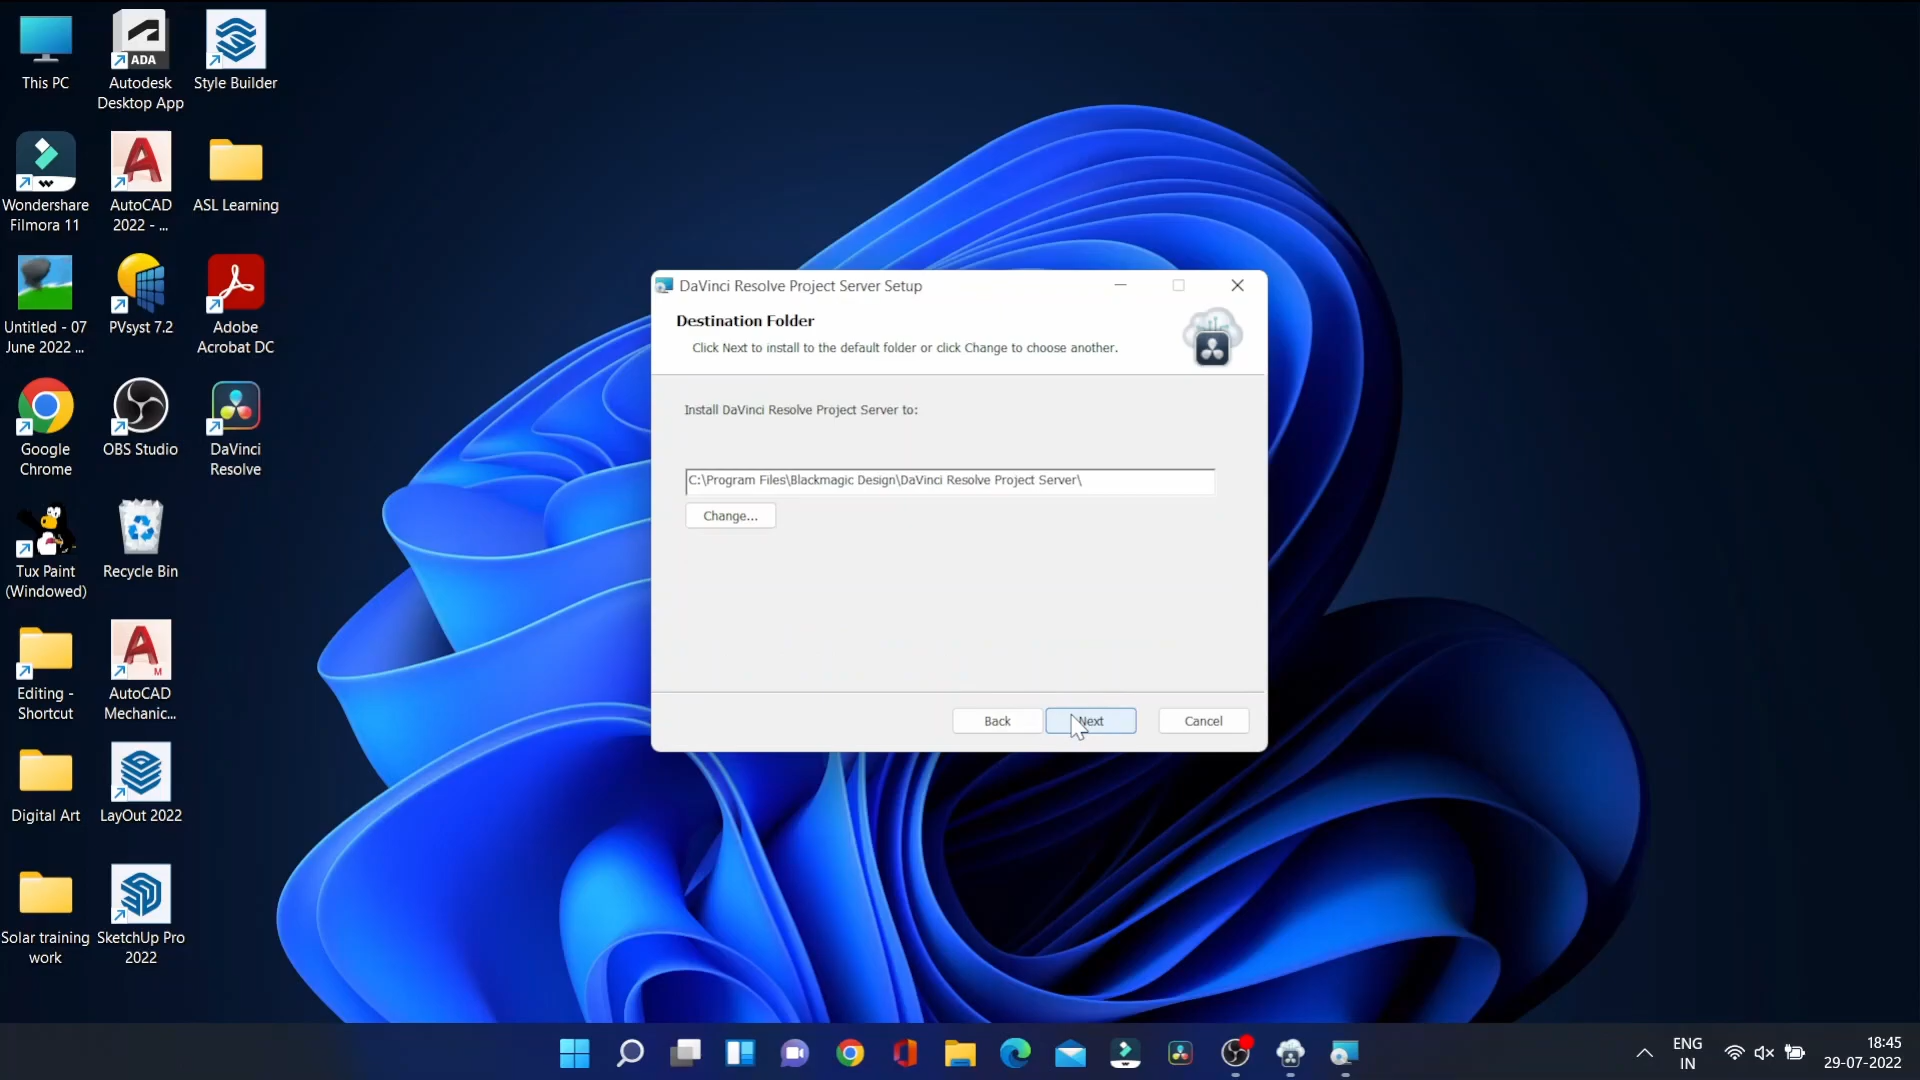 This PC
Autodesk
Desktop App
ADA
Style Builder
Wondershare
Filmora 11
AutoCAD
2022 - ...
ASL Learning
Untitled - 07
June 2022 ...
PVsyst 7.2
Adobe
Acrobat DC
Google
Chrome
OBS Studio
DaVinci
Resolve
Tux Paint
(Windowed)
Recycle Bin
Editing -
Shortcut
M
AutoCAD
Mechanic...
Digital Art
LayOut 2022
Solar training
work
SketchUp Pro
2022
DaVinci Resolve Project Server Setup
Destination Folder
Click Next to install to the default folder or click Change to choose another.
Install DaVinci Resolve Project Server to:
C:\Program Files\Blackmagic Design\DaVinci Resolve Project Server\
Change...
Back
Next
Cancel
ENG
IN
18:45
29-07-2022